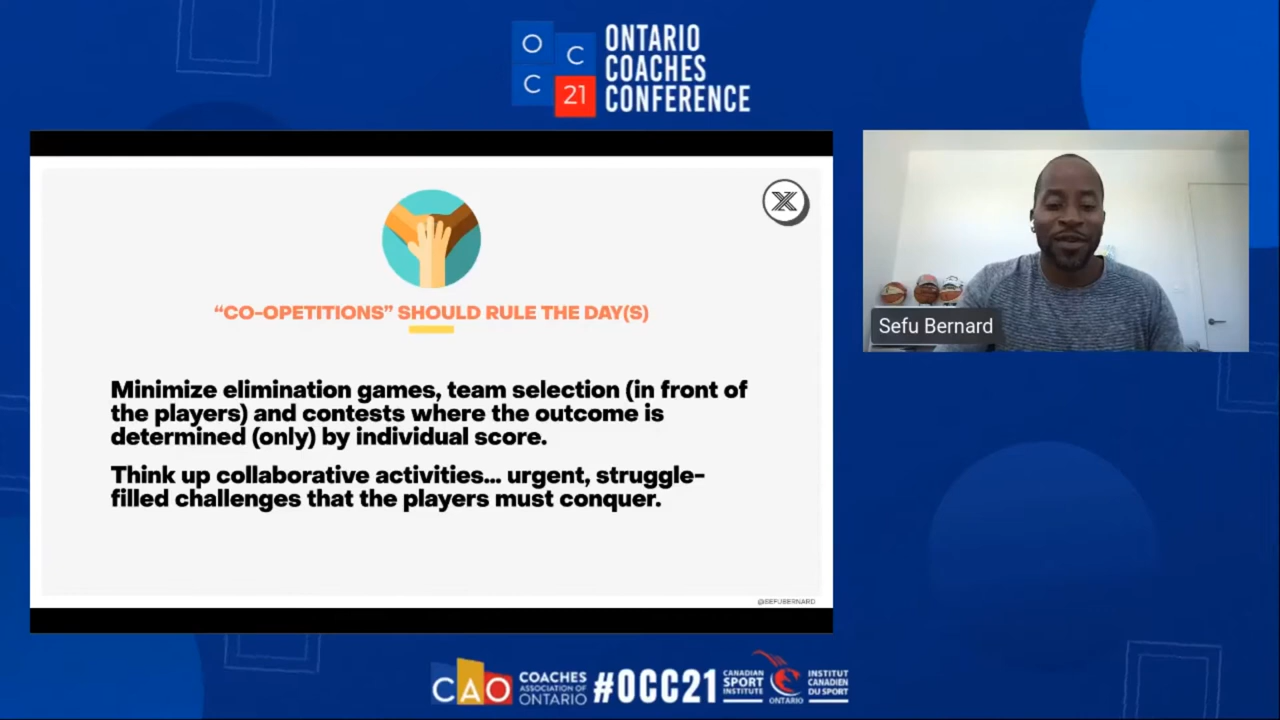 O
C
C
21
ONTARIO
COACHES
CONFERENCE
“CO-OPETITIONS” SHOULD RULE THE DAY(S)
Minimize elimination games, team selection (in front of
the players) and contests where the outcome is
determined (only) by individual score.
Think up collaborative activities... urgent, struggle-
filled challenges that the players must conquer.
@SEFUBERNARD
Sefu Bernard
CAO
COACHES
ASSOCIATION OF
ONTARIO
#OCC21
CANADIAN
SPORT
INSTITUTE
ONTARIO
INSTITUT
CANADIEN
DU SPORT